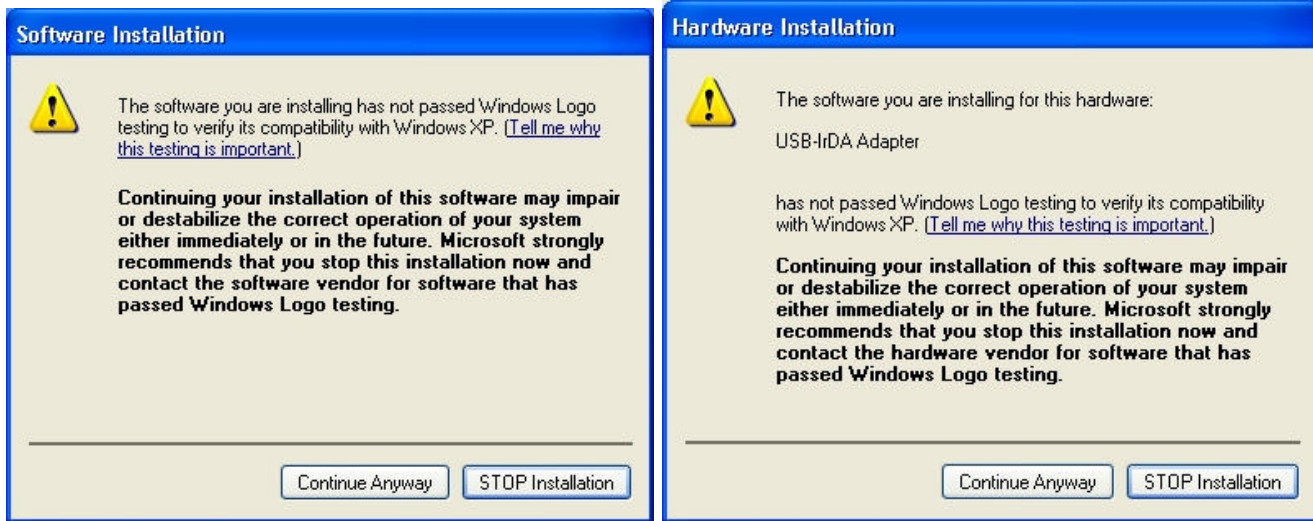 Software Installation
The software you are installing has not passed Windows Logo
testing to verify its compatibility with Windows XP. (Tell me why
this testing is important.)
Continuing your installation of this software may impair
or destabilize the correct operation of your system
either immediately or in the future. Microsoft strongly
recommends that you stop this installation now and
contact the software vendor for software that has
passed Windows Logo testing.
Continue Anyway
STOP Installation
Hardware Installation
The software you are installing for this hardware:
USB-IrDA Adapter
has not passed Windows Logo testing to verify its compatibility
with Windows XP. (Tell me why this testing is important.)
Continuing your installation of this software may impair
or destabilize the correct operation of your system
either immediately or in the future. Microsoft strongly
recommends that you stop this installation now and
contact the hardware vendor for software that has
passed Windows Logo testing.
Continue Anyway
STOP Installation